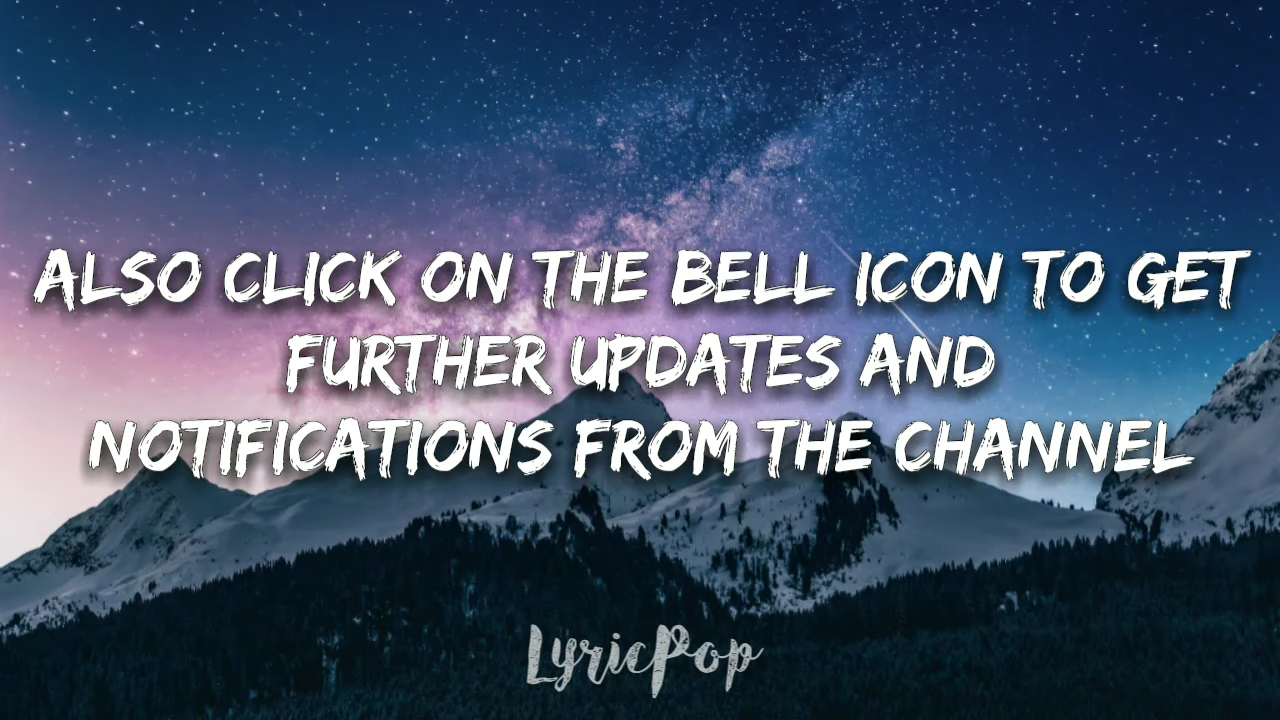 ALSO CLICK ON THE BELL ICON TO GET
FURTHER UPDATES AND
NOTIFICATIONS FROM THE CHANNEL
LyricPop